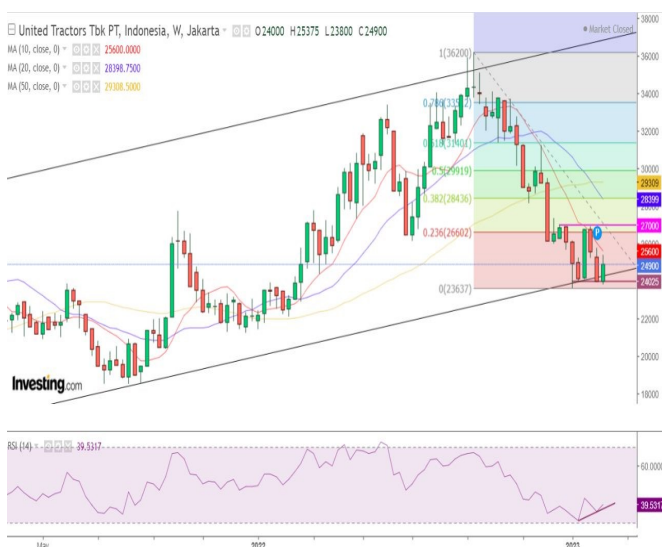 United Tractors Tbk PT, Indonesia, W, Jakarta O24000 H25375 L23800 C24900
Market Closed
MA (10, close, 0) 25600.0000
MA (20, close, 0) 28398.7500
MA (50, close, 0) 29308.5000
1(36200)
0.618(31401)
0.5(29919)
0.382(28436)
0.236(26602)
0(23637)
P
38000
36000
34000
32000
30000
29309
28399
27000
25600
24900
24025
22000
20000
18000
Investing.com
RSI (14) 39.5317
60.0000
39.5317
May
2022
2023